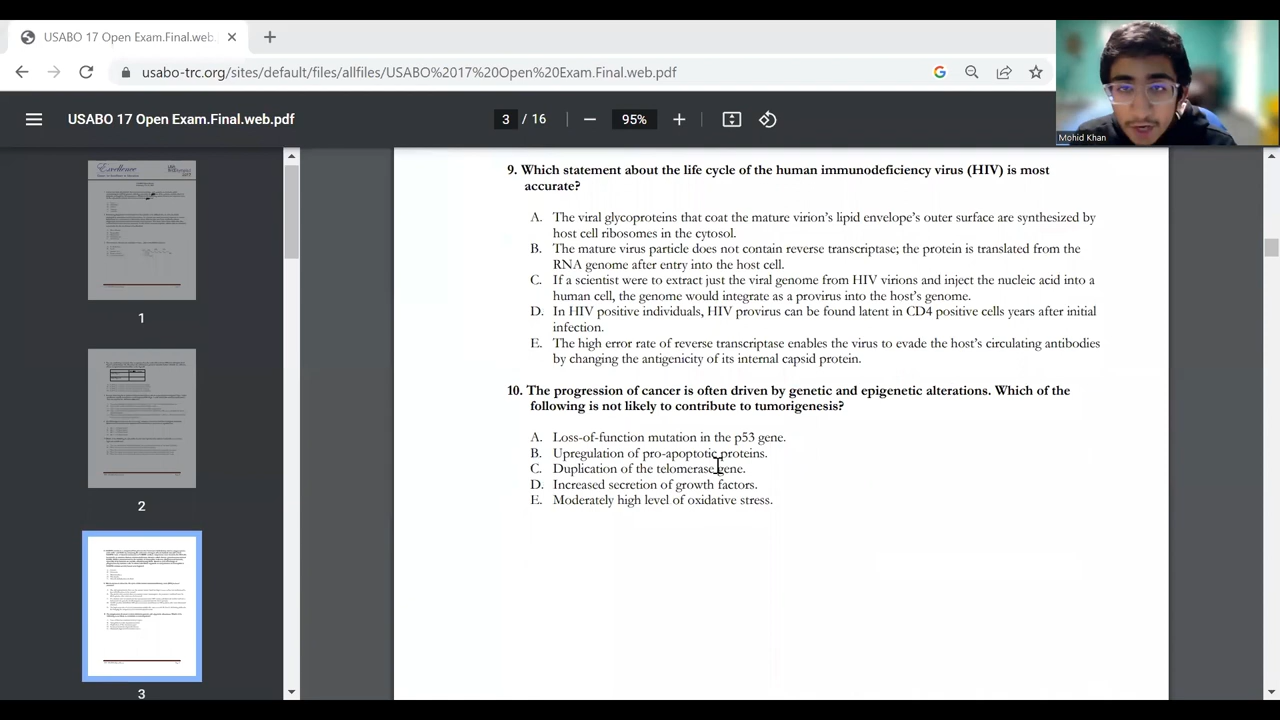 USABO 17 Open Exam.Final.web.
usabo-trc.org/sites/default/files/allfiles/USABO%2017%20Open%20Exam.Final.web.pdf
USABO 17 Open Exam.Final.web.pdf
3 / 16
95%
Mohid Khan
Excellence
1
2
3
9. Which statement about the life cycle of the human immunodeficiency virus (HIV) is most
accurate?
A. The viral glycoproteins that coat the mature virion's lipid envelope's outer surface are synthesized by
host cell ribosomes in the cytosol.
B. The mature virus particle does not contain reverse transcriptase; the protein is translated from the
RNA genome after entry into the host cell.
C. If a scientist were to extract just the viral genome from HIV virions and inject the nucleic acid into a
human cell, the genome would integrate as a provirus into the host's genome.
D. In HIV positive individuals, HIV provirus can be found latent in CD4 positive cells years after initial
infection.
E. The high error rate of reverse transcriptase enables the virus to evade the host's circulating antibodies
by changing the antigenicity of its internal capsid protein.
10. The progression of cancer is often driven by genetic and epigenetic alterations. Which of the
following is not likely to contribute to tumorigenesis?
A. Loss-of-function mutation in the p53 gene.
B. Upregulation of pro-apoptotic proteins.
C. Duplication of the telomerase gene.
D. Increased secretion of growth factors.
E. Moderately high level of oxidative stress.